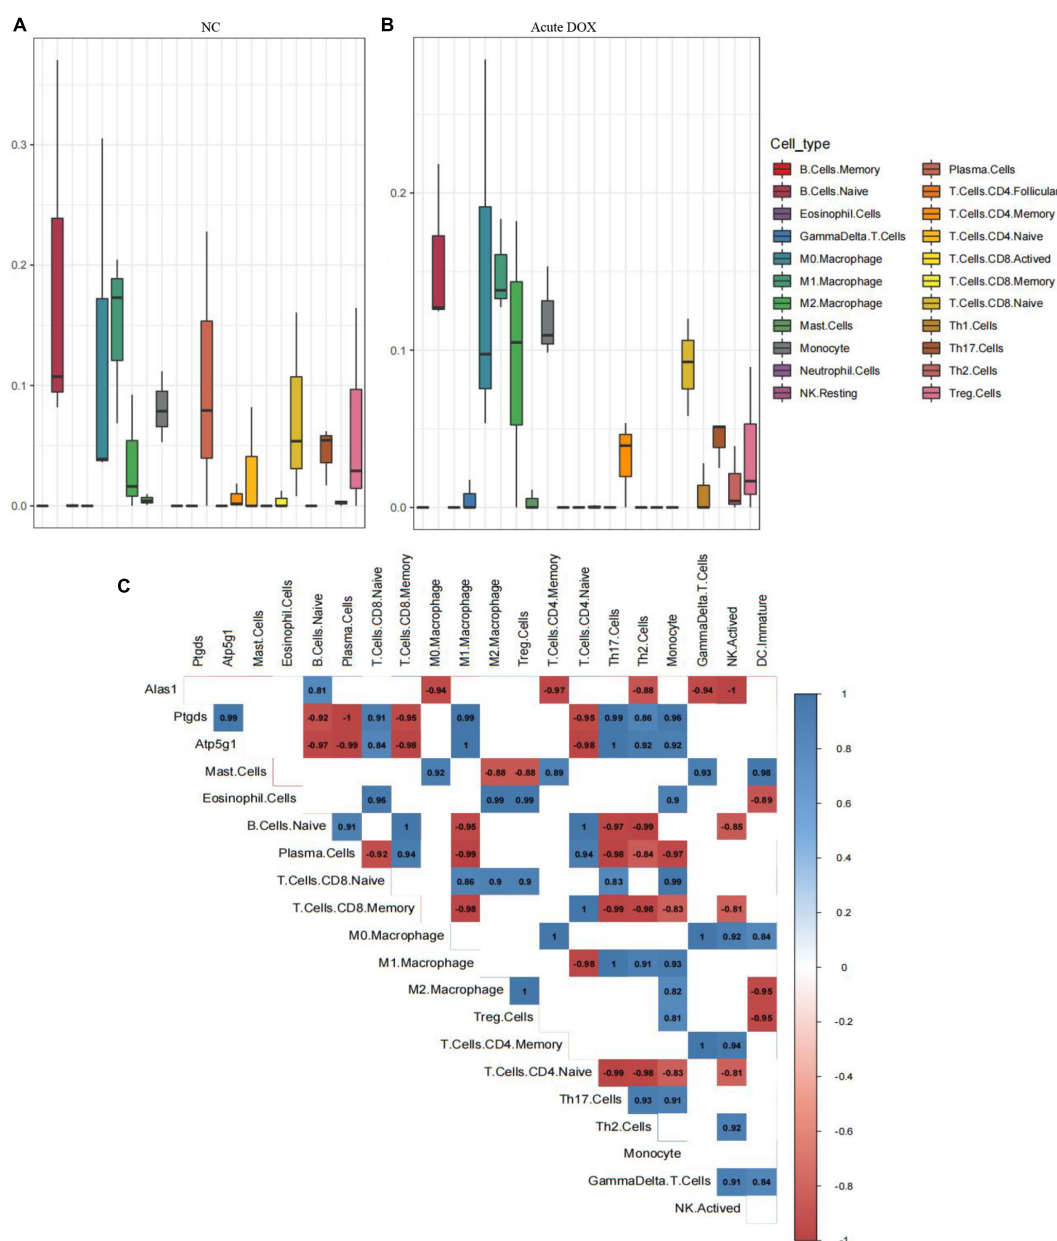 A
NC
B
Acute DOX
0.3
0.2
0.1
0.0
0.2
0.1
0.0
Cell_type
B.Cells.Memory
B.Cells.Naive
Eosinophil.Cells
GammaDelta.T.Cells
M0.Macrophage
M1.Macrophage
M2.Macrophage
Mast.Cells
Monocyte
Neutrophil.Cells
NK.Resting
Plasma.Cells
T.Cells.CD4.Follicular
T.Cells.CD4.Memory
T.Cells.CD4.Naive
T.Cells.CD8.Actived
T.Cells.CD8.Memory
T.Cells.CD8.Naive
Th1.Cells
Th17.Cells
Th2.Cells
Treg.Cells
C
Ptgds
Atp5g1
Mast.Cells
Eosinophil.Cells
B.Cells.Naive
Plasma.Cells
T.Cells.CD8.Naive
T.Cells.CD8.Memory
M0.Macrophage
M1.Macrophage
M2.Macrophage
Treg.Cells
T.Cells.CD4.Memory
T.Cells.CD4.Naive
Th17.Cells
Th2.Cells
Monocyte
GammaDelta.T.Cells
NK.Actived
DC.Immature
Alas1 0.81 -0.94 -0.97 -0.88 -0.94 -1
Ptgds 0.99 -0.92 -1 0.91 -0.95 0.99 -0.95 0.99 0.86 0.96
Atp5g1 -0.97 -0.99 0.84 -0.98 1 -0.98 1 0.92 0.92
Mast.Cells 0.92 -0.88 -0.88 0.89 0.93 0.98
Eosinophil.Cells 0.96 0.99 0.99 0.9 -0.89
B.Cells.Naive 0.91 1 -0.95 1 -0.97 -0.99 -0.85
Plasma.Cells -0.92 0.94 -0.99 0.94 -0.98 -0.84 -0.97
T.Cells.CD8.Naive 0.86 0.9 0.9 0.83 0.99
T.Cells.CD8.Memory -0.98 1 -0.99 -0.98 -0.83 -0.81
M0.Macrophage 1 1 0.92 0.84
M1.Macrophage -0.98 1 0.91 0.93
M2.Macrophage 1 0.82 -0.95
Treg.Cells 0.81 -0.95
T.Cells.CD4.Memory 1 0.94
T.Cells.CD4.Naive -0.99 -0.98 -0.83 -0.81
Th17.Cells 0.93 0.91
Th2.Cells 0.92
Monocyte
GammaDelta.T.Cells 0.91 0.84
NK.Actived
1
0.8
0.6
0.4
0.2
0
-0.2
-0.4
-0.6
-0.8
-1